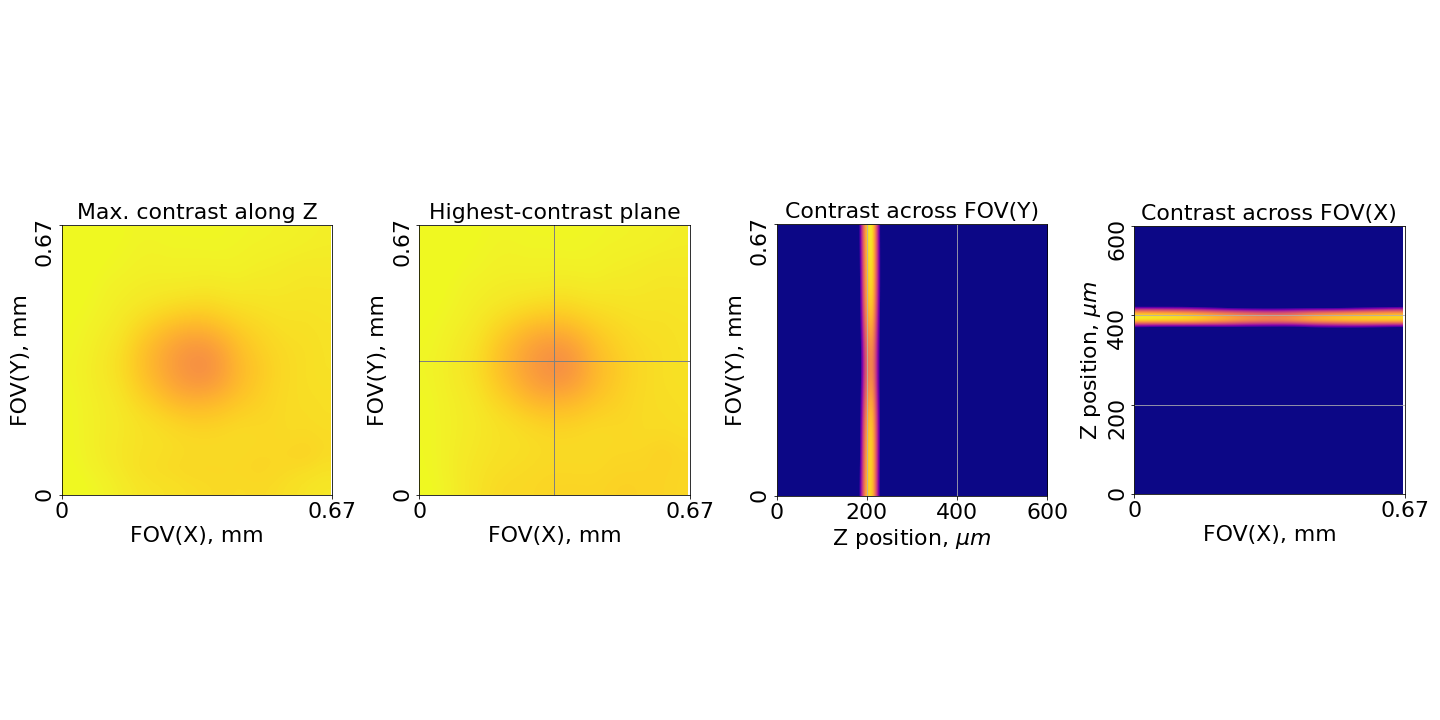 Max. contrast along Z
0.67
FOV(Y), mm
0
0
0.67
FOV(X), mm
Highest-contrast plane
0.67
FOV(Y), mm
0
0
0.67
FOV(X), mm
Contrast across FOV(Y)
0.67
FOV(Y), mm
0
0
200
400
600
Z position, μm
Contrast across FOV(X)
600
400
200
0
Z position, μm
0
0.67
FOV(X), mm